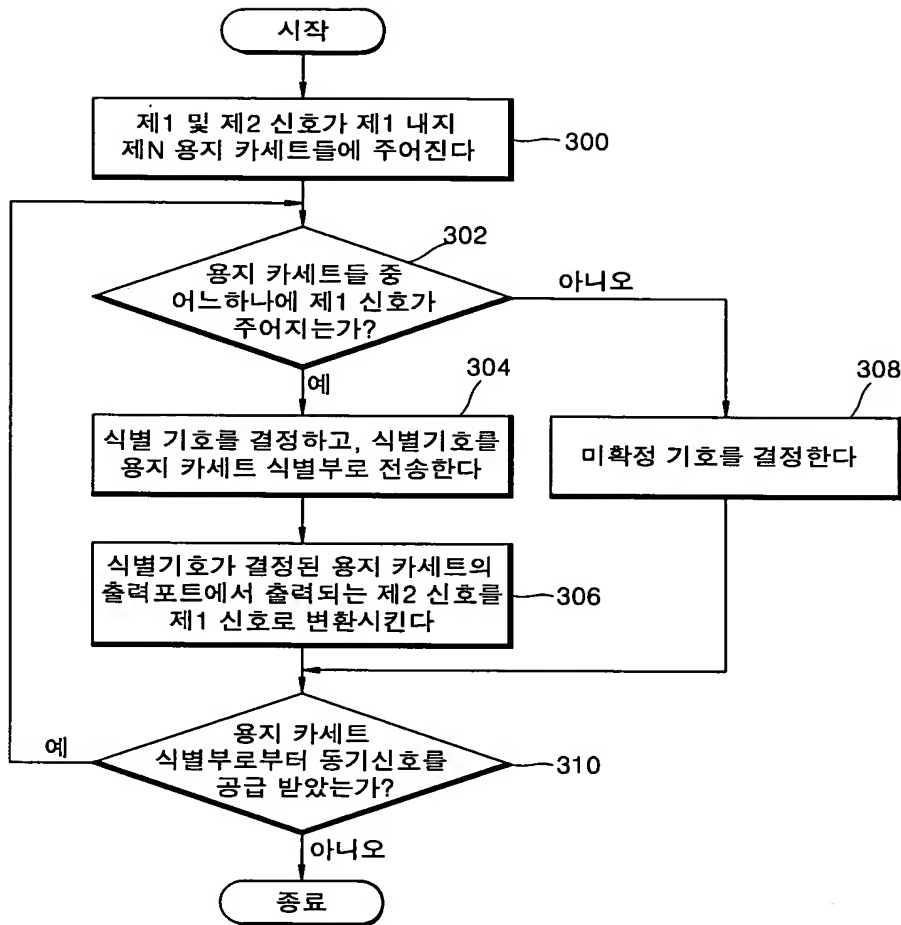 시작
제1 및 제2 신호가 제1 내지
제N 용지 카세트들에 주어진다
300
302
용지 카세트들 중
어느하나에 제1 신호가
주어지는가?
아니오
예
304
식별 기호를 결정하고, 식별기호를
용지 카세트 식별부로 전송한다
308
미확정 기호를 결정한다
식별기호가 결정된 용지 카세트의
출력포트에서 출력되는 제2 신호를
제1 신호로 변환시킨다
306
용지 카세트
식별부로부터 동기신호를
공급 받았는가?
예
310
아니오
종료